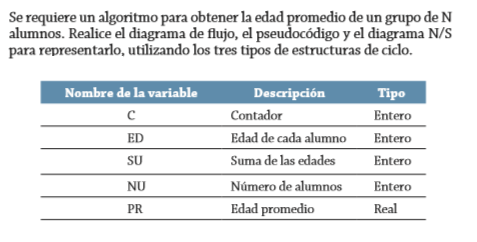 Se requiere un algoritmo para obtener la edad promedio de un grupo de N
alumnos. Realice el diagrama de flujo, el pseudocódigo y el diagrama N/S
para representarlo, utilizando los tres tipos de estructuras de ciclo.
Nombre de la variable Descripción Tipo
C Contador Entero
ED Edad de cada alumno Entero
SU Suma de las edades Entero
NU Número de alumnos Entero
PR Edad promedio Real